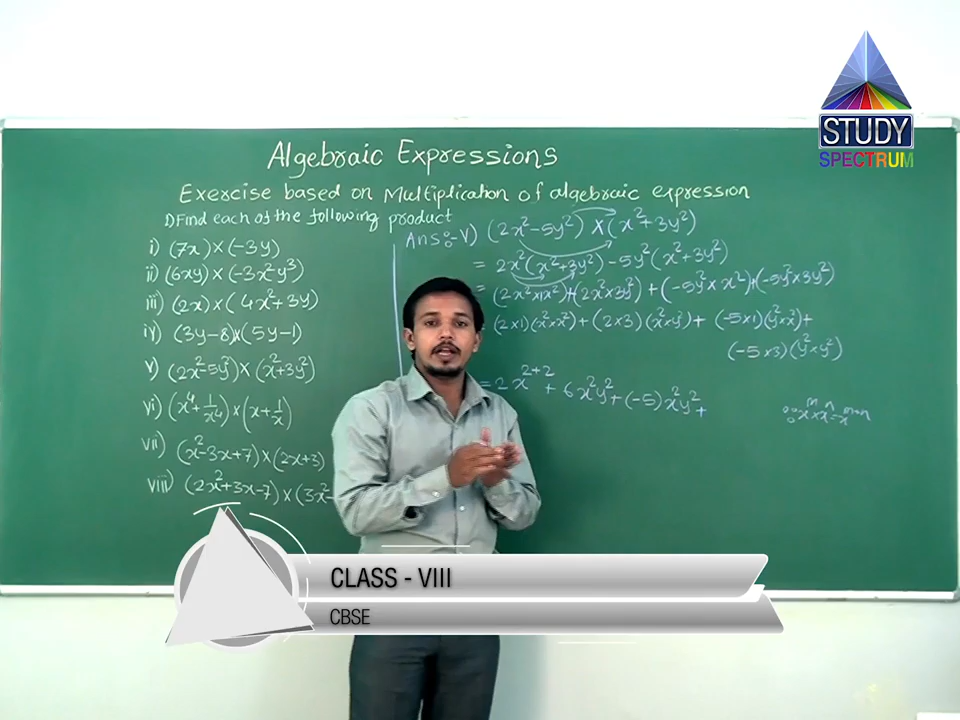 STUDY
SPECTRUM
Algebraic Expressions
Exercise based on Multiplication of algebraic expression
1) Find each of the following product
i) (7x)×(-3y)
ii) (6xy)×(-3x²y³)
iii) (2x)×(4x²+3y)
iv) (3y-8)×(5y-1)
v) (2x²-5y²)×(x²+3y²)
vi) (x⁴+1/x⁴)×(x+1/x)
vii) (x²-3x+7)×(2x+3)
viii) (2x²+3x-7)×(3x²-
Ans:-v) (2x²-5y²)×(x²+3y²)
= 2x²(x²+3y²)-5y²(x²+3y²)
= (2x²×1x²)+(2x²×3y²)+(-5y²×x²)+(-5y²×3y²)
(2×1)(x²×x²)+(2×3)(x²×y²)+(-5×1)(y²×x²)+
(-5×3)(y²×y²)
=2x²⁺²+6x²y²+(-5)x²y²+
∵xᵐ×xⁿ=xᵐ⁺ⁿ
CLASS - VIII
CBSE